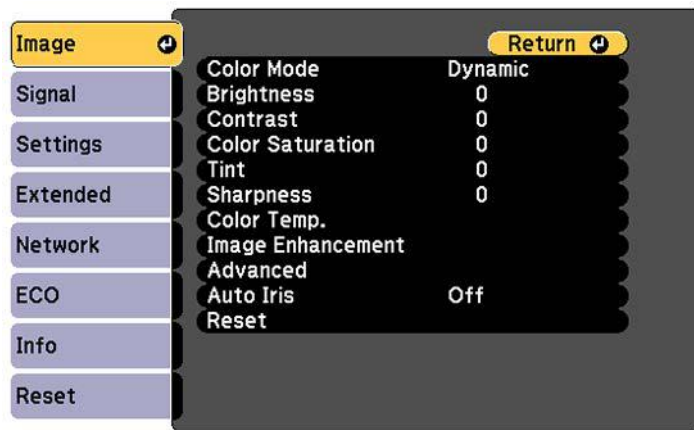 Image
Signal
Settings
Extended
Network
ECO
Info
Reset
Return
Color Mode Dynamic
Brightness 0
Contrast 0
Color Saturation 0
Tint 0
Sharpness 0
Color Temp.
Image Enhancement
Advanced
Auto Iris Off
Reset